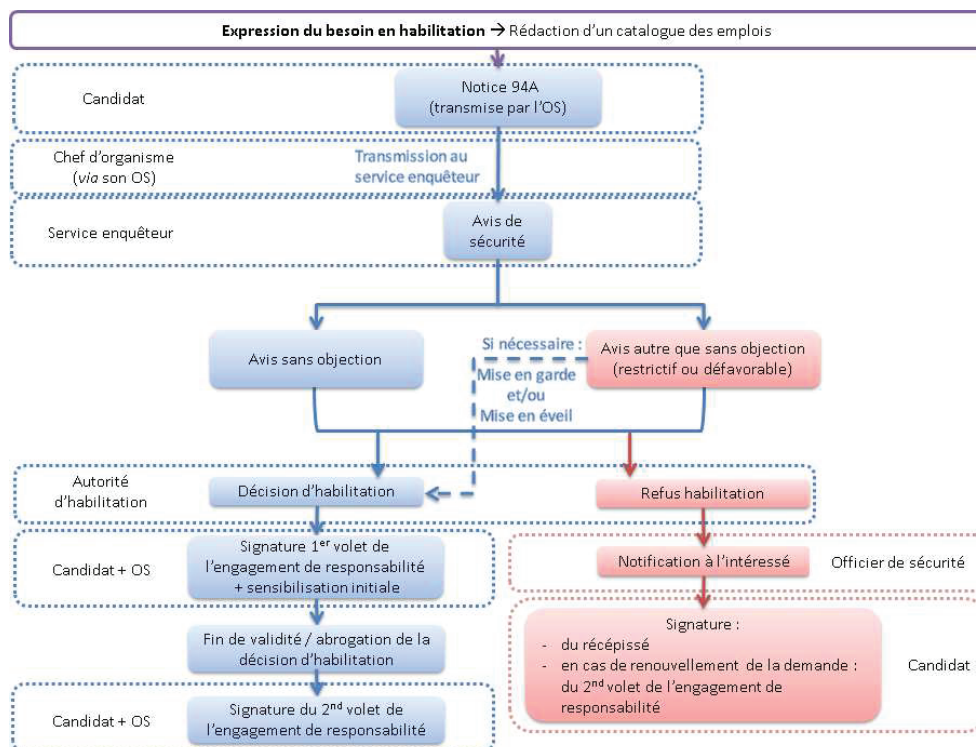 Expression du besoin en habilitation → Rédaction d'un catalogue des emplois
Candidat
Notice 94A
(transmise par l'OS)
Chef d'organisme
(via son OS)
Transmission au
service enquêteur
Service enquêteur
Avis de
sécurité
Avis sans objection
Si nécessaire :
Mise en garde
et/ou
Mise en éveil
Avis autre que sans objection
(restrictif ou défavorable)
Autorité
d'habilitation
Décision d'habilitation
Refus habilitation
Candidat + OS
Signature 1er volet de
l'engagement de responsabilité
+ sensibilisation initiale
Notification à l'intéressé
Officier de sécurité
Fin de validité / abrogation de la
décision d'habilitation
Signature :
- du récépissé
- en cas de renouvellement de la demande :
du 2nd volet de l'engagement de
responsabilité
Candidat
Candidat + OS
Signature du 2nd volet de
l'engagement de responsabilité